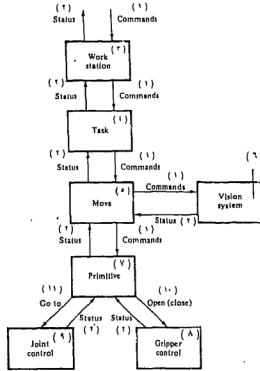 (٢) (١)
Status Commands
(٣)
Work
station
(٢) (١)
Status Commands
(٤)
Task
(٢) (١)
Status Commands
(٥)
Move
(١)
Commands
Status (٢)
(٦)
Vision
system
(٢) (١)
Status Commands
(٧)
Primitive
(١١) (١٠)
Go to Open (close)
Status Status
(٢) (٢)
(٩)
Joint
control
(٨)
Gripper
control